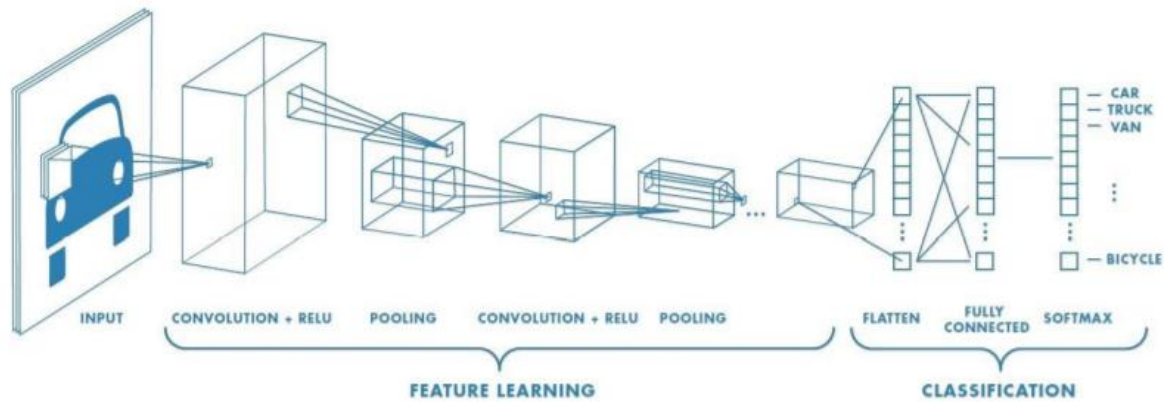 CAR
TRUCK
VAN
BICYCLE
INPUT
CONVOLUTION + RELU
POOLING
CONVOLUTION + RELU
POOLING
FLATTEN
FULLY
CONNECTED
SOFTMAX
FEATURE LEARNING
CLASSIFICATION